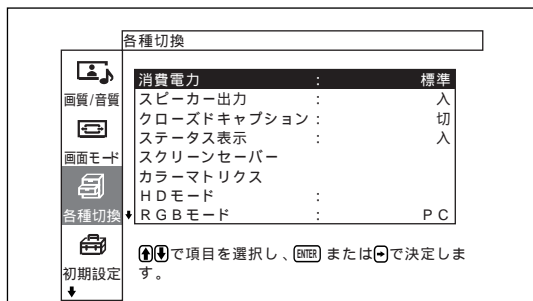 各種切換
画質/音質
画面モード
各種切換
初期設定
消費電力 : 標準
スピーカー出力 : 入
クローズドキャプション : 切
ステータス表示 : 入
スクリーンセーバー
カラーマトリクス
ＨＤモード :
ＲＧＢモード : ＰＣ
で項目を選択し、ENTER またはで決定しま
す。